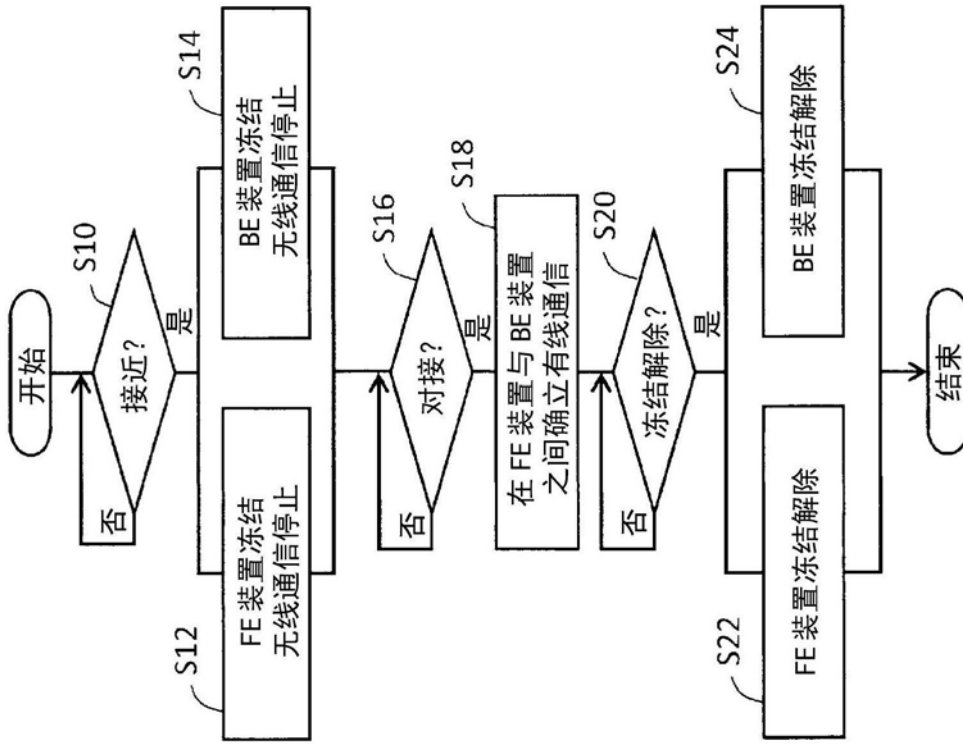 开始
S10
接近？
否
是
S12
FE 装置冻结
无线通信停止
S14
BE 装置冻结
无线通信停止
S16
对接？
否
是
S18
在 FE 装置与 BE 装置
之间确立有线通信
S20
冻结解除？
否
是
S22
FE 装置冻结解除
S24
BE 装置冻结解除
结束